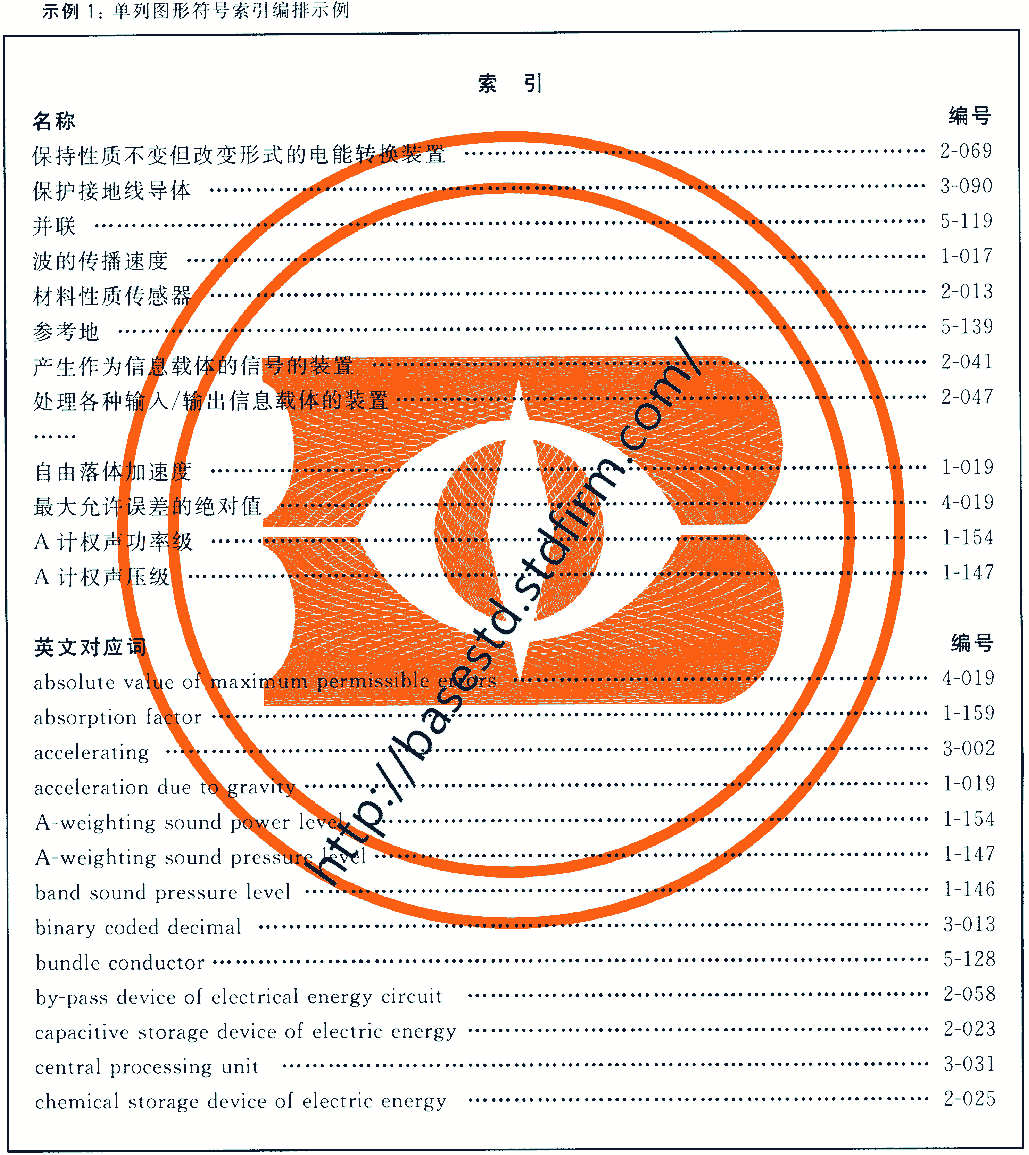 示例 1：单列图形符号索引编排示例
索 引
名称 编号
保持性质不变但改变形式的电能转换装置 …… 2-069
保护接地线导体 …… 3-090
并联 …… 5-119
波的传播速度 …… 1-017
材料性质传感器 …… 2-013
参考地 …… 5-139
产生作为信息载体的信号的装置 …… 2-041
处理各种输入/输出信息载体的装置 …… 2-047
……
自由落体加速度 …… 1-019
最大允许误差的绝对值 …… 4-019
A 计权声功率级 …… 1-154
A 计权声压级 …… 1-147
英文对应词 编号
absolute value of maximum permissible errors …… 4-019
absorption factor …… 1-159
accelerating …… 3-002
acceleration due to gravity …… 1-019
A-weighting sound power level …… 1-154
A-weighting sound pressure level …… 1-147
band sound pressure level …… 1-146
binary coded decimal …… 3-013
bundle conductor …… 5-128
by-pass device of electrical energy circuit …… 2-058
capacitive storage device of electric energy …… 2-023
central processing unit …… 3-031
chemical storage device of electric energy …… 2-025
http://basestd.stdfirm.com/